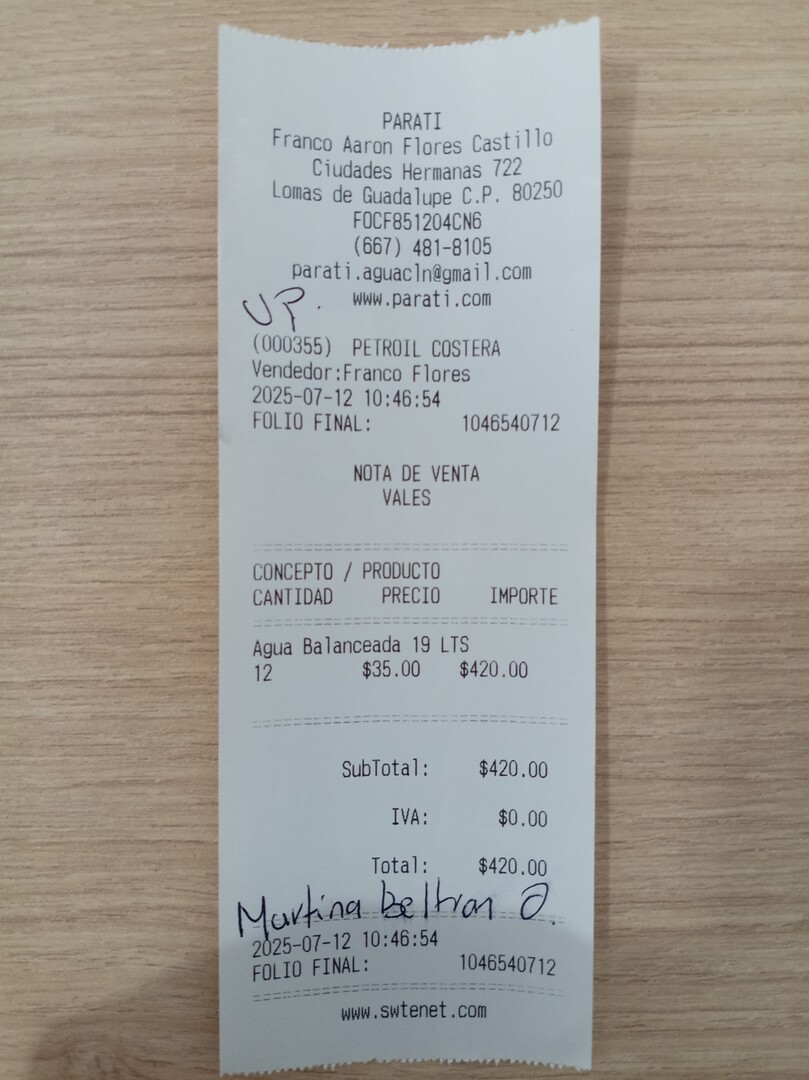 PARATI
Franco Aaron Flores Castillo
Ciudades Hermanas 722
Lomas de Guadalupe C.P. 80250
FOCF851204CN6
(667) 481-8105
parati.aguacln@gmail.com
www.parati.com
UP.
(000355) PETROIL COSTERA
Vendedor:Franco Flores
2025-07-12 10:46:54
FOLIO FINAL: 1046540712
NOTA DE VENTA
VALES
CONCEPTO / PRODUCTO
CANTIDAD PRECIO IMPORTE
Agua Balanceada 19 LTS
12 $35.00 $420.00
SubTotal: $420.00
IVA: $0.00
Total: $420.00
Martina Beltran O.
2025-07-12 10:46:54
FOLIO FINAL: 1046540712
www.swtenet.com